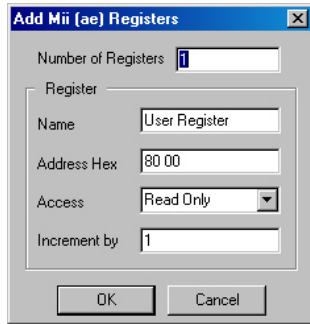 Add Mii (ae) Registers
Number of Registers 1
Register
Name User Register
Address Hex 80 00
Access Read Only
Increment by 1
OK Cancel